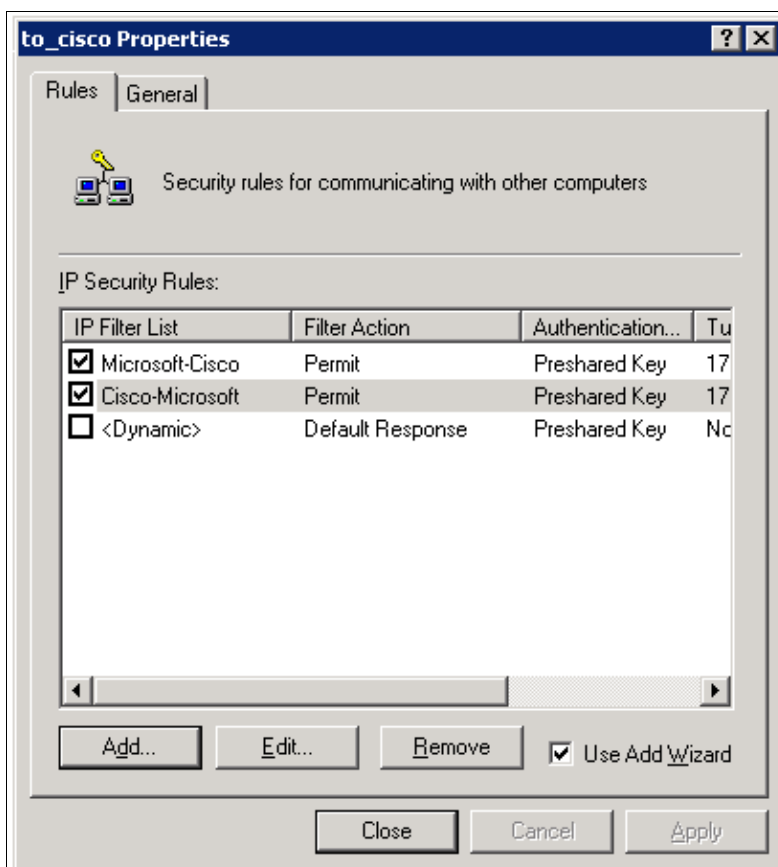 to_cisco Properties
Rules General
Security rules for communicating with other computers
IP Security Rules:
IP Filter List Filter Action Authentication... Tu
Microsoft-Cisco Permit Preshared Key 17
Cisco-Microsoft Permit Preshared Key 17
<Dynamic> Default Response Preshared Key No
Add... Edit... Remove Use Add Wizard
Close Cancel Apply